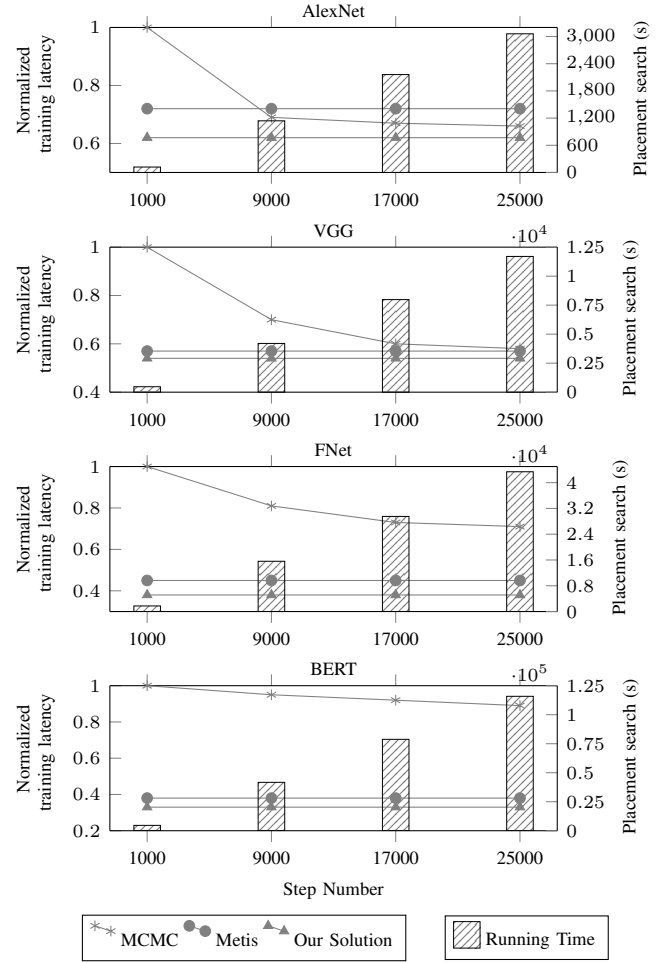 AlexNet
1
0.8
0.6
Normalized
training latency
3,000
2,400
1,800
1,200
600
0
Placement search (s)
1000 9000 17000 25000
VGG
·10⁴
1
0.8
0.6
0.4
Normalized
training latency
1.25
1
0.75
0.5
0.25
0
Placement search (s)
1000 9000 17000 25000
FNet
·10⁴
1
0.8
0.6
0.4
Normalized
training latency
4
3.2
2.4
1.6
0.8
0
Placement search (s)
1000 9000 17000 25000
BERT
·10⁵
1
0.8
0.6
0.4
0.2
Normalized
training latency
1.25
1
0.75
0.5
0.25
0
Placement search (s)
1000 9000 17000 25000
Step Number
MCMC Metis Our Solution Running Time